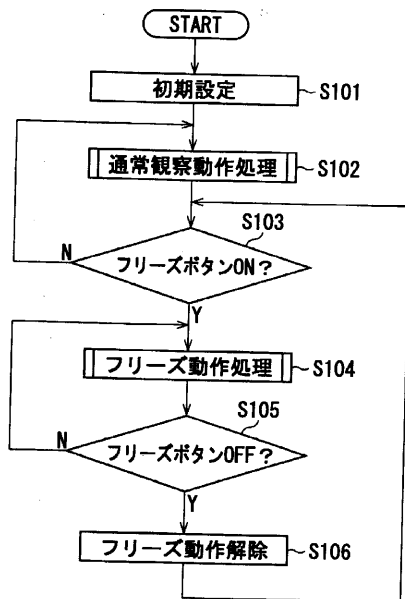 START
初期設定
S101
通常観察動作処理
S102
S103
フリーズボタンON?
N
Y
フリーズ動作処理
S104
S105
フリーズボタンOFF?
N
Y
フリーズ動作解除
S106